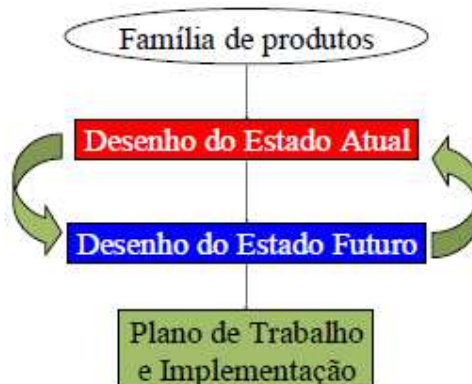 Família de produtos
Desenho do Estado Atual
Desenho do Estado Futuro
Plano de Trabalho
e Implementação